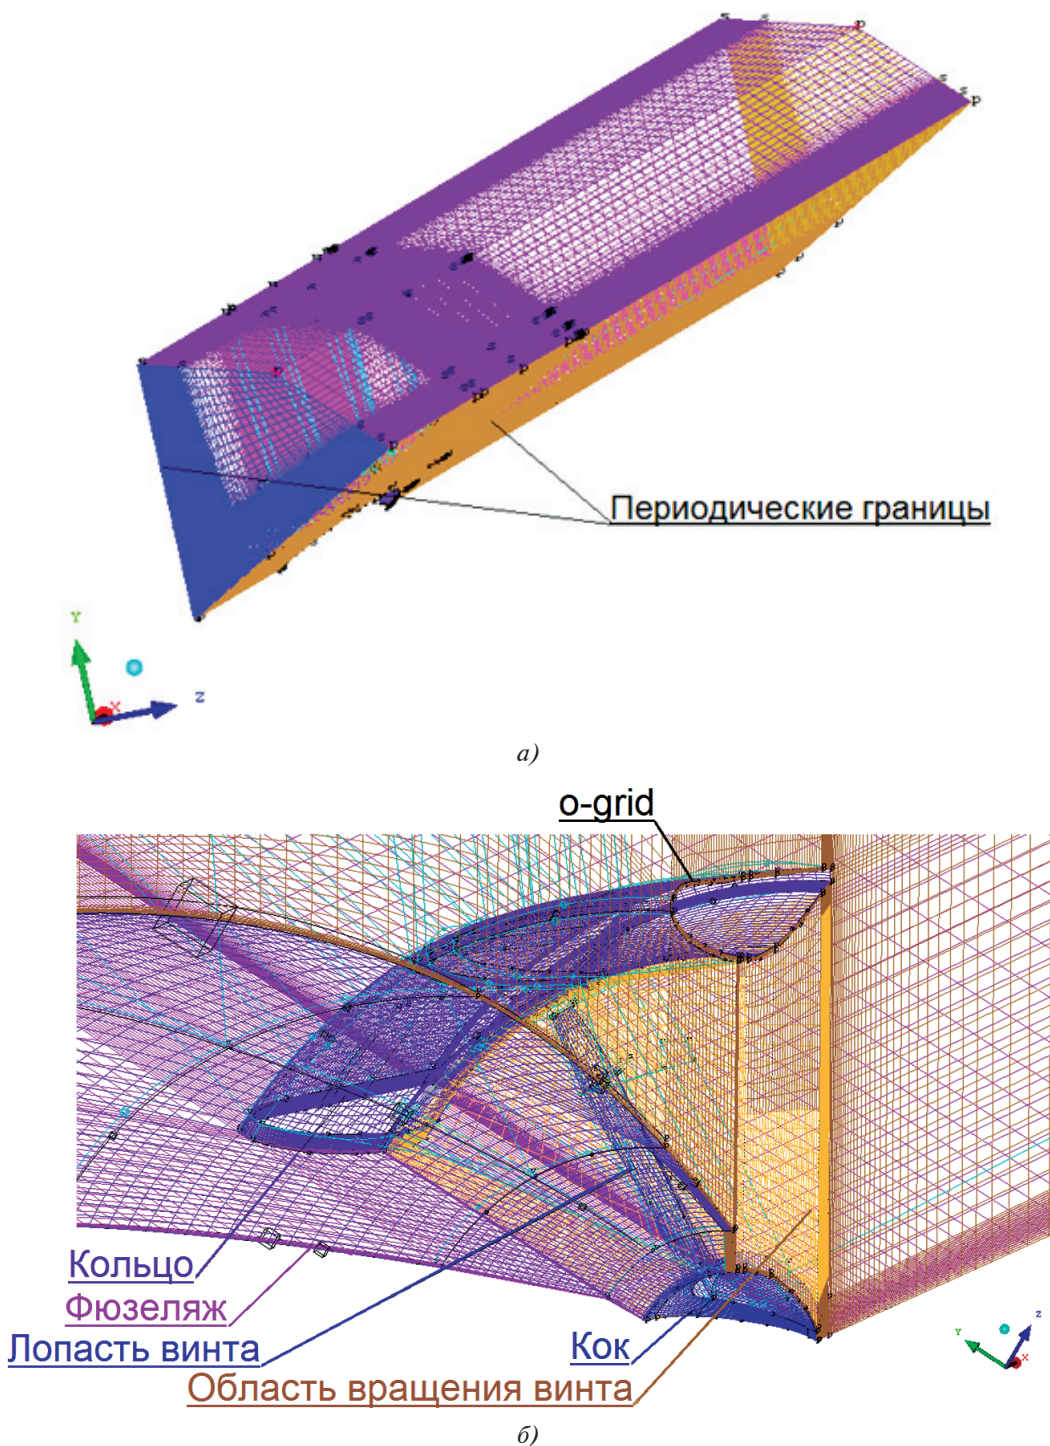 Периодические границы
Y
X
Z
а)
o-grid
Кольцо
Фюзеляж
Лопасть винта
Кок
Область вращения винта
Y
Z
X
б)